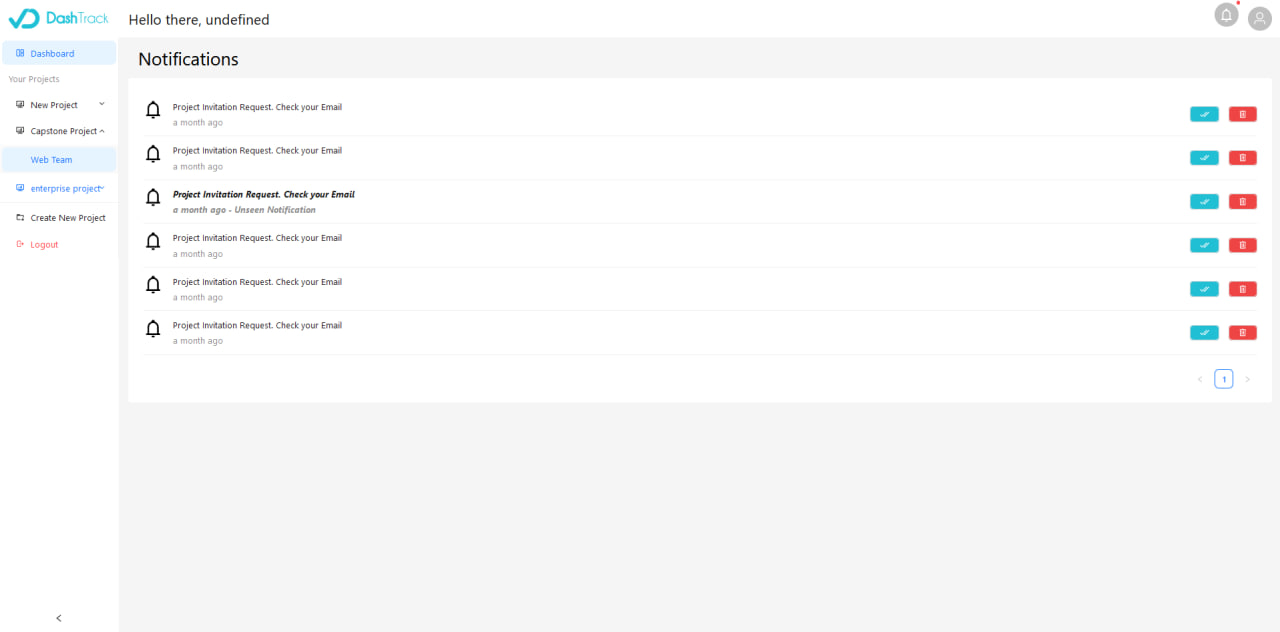 DashTrack
Hello there, undefined
Dashboard
Your Projects
New Project
Capstone Project
Web Team
enterprise project
Create New Project
Logout
Notifications
Project Invitation Request. Check your Email
a month ago
Project Invitation Request. Check your Email
a month ago
Project Invitation Request. Check your Email
a month ago - Unseen Notification
Project Invitation Request. Check your Email
a month ago
Project Invitation Request. Check your Email
a month ago
Project Invitation Request. Check your Email
a month ago
1